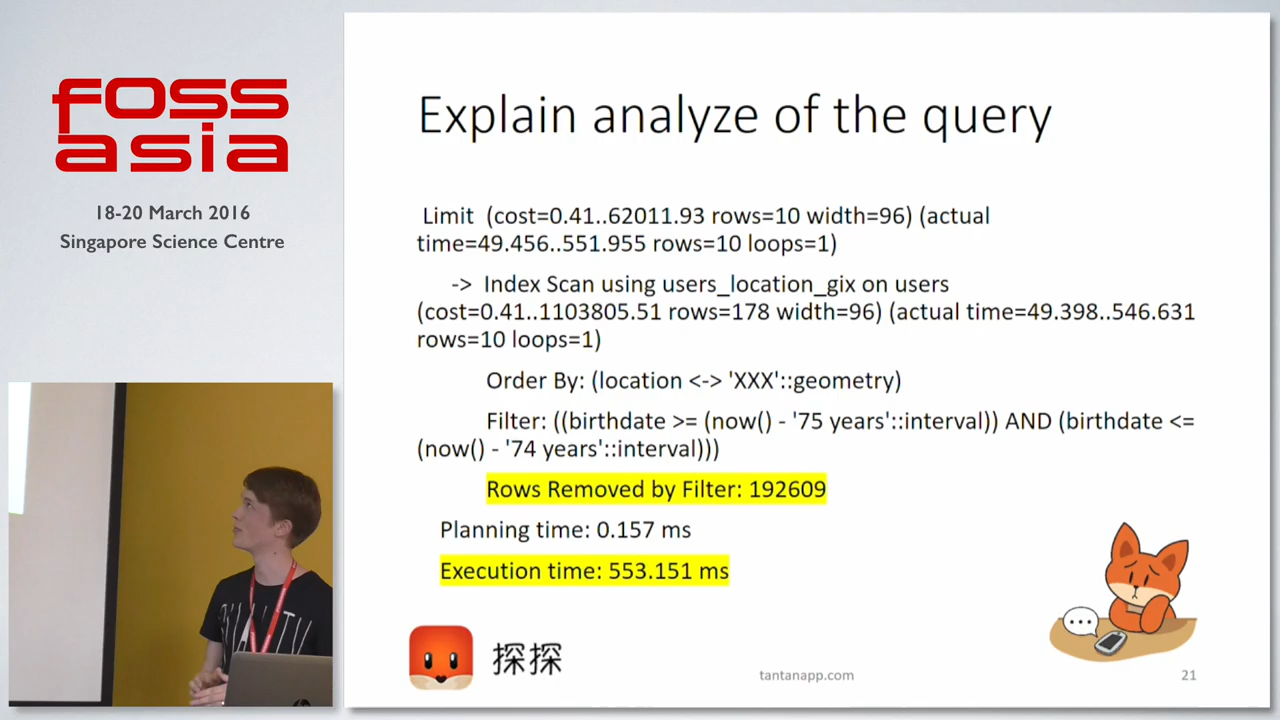 foss
asia
18-20 March 2016
Singapore Science Centre
Explain analyze of the query
Limit (cost=0.41..62011.93 rows=10 width=96) (actual
time=49.456..551.955 rows=10 loops=1)
-> Index Scan using users_location_gix on users
(cost=0.41..1103805.51 rows=178 width=96) (actual time=49.398..546.631
rows=10 loops=1)
Order By: (location <-> 'XXX'::geometry)
Filter: ((birthdate >= (now() - '75 years'::interval)) AND (birthdate <=
(now() - '74 years'::interval)))
Rows Removed by Filter: 192609
Planning time: 0.157 ms
Execution time: 553.151 ms
探探
tantanapp.com
21